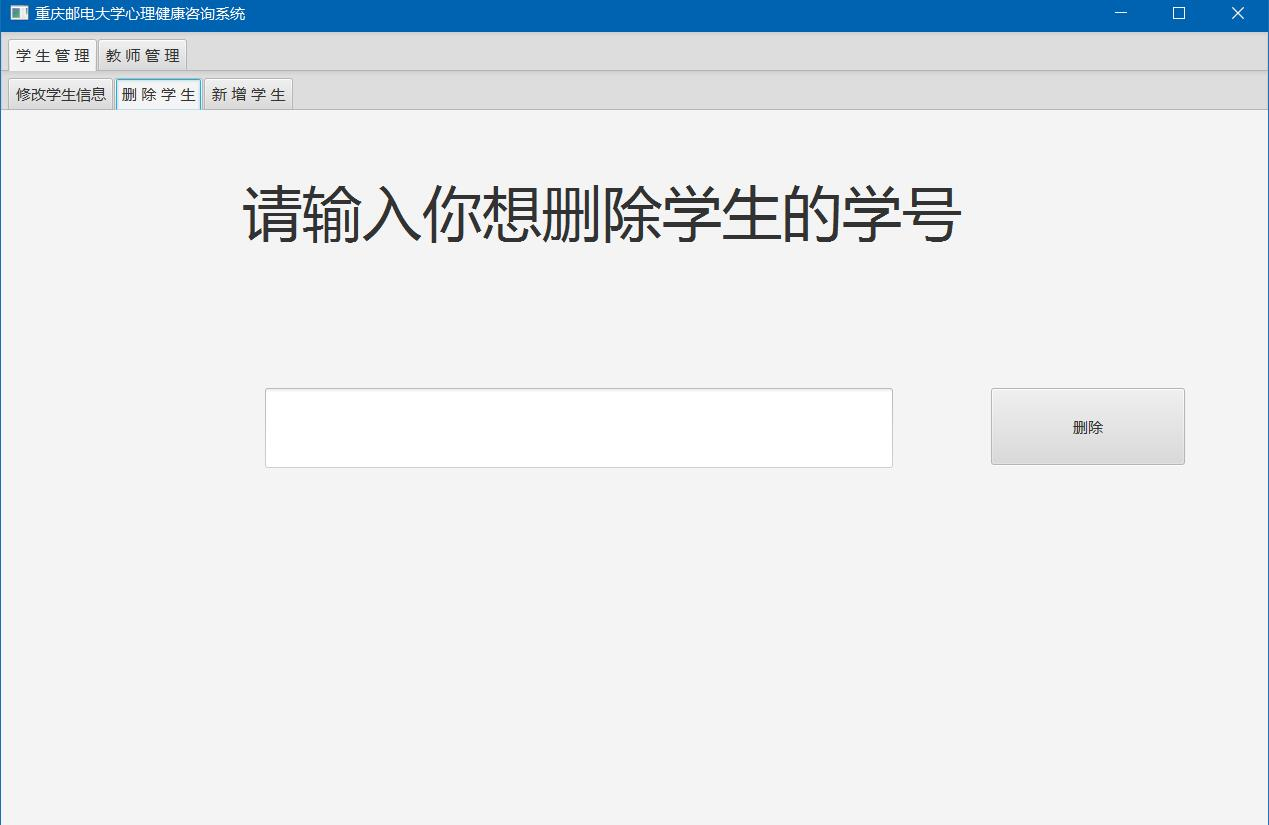 重庆邮电大学心理健康咨询系统
学 生 管 理 教 师 管 理
修改学生信息 删 除 学 生 新 增 学 生
请输入你想删除学生的学号
删除